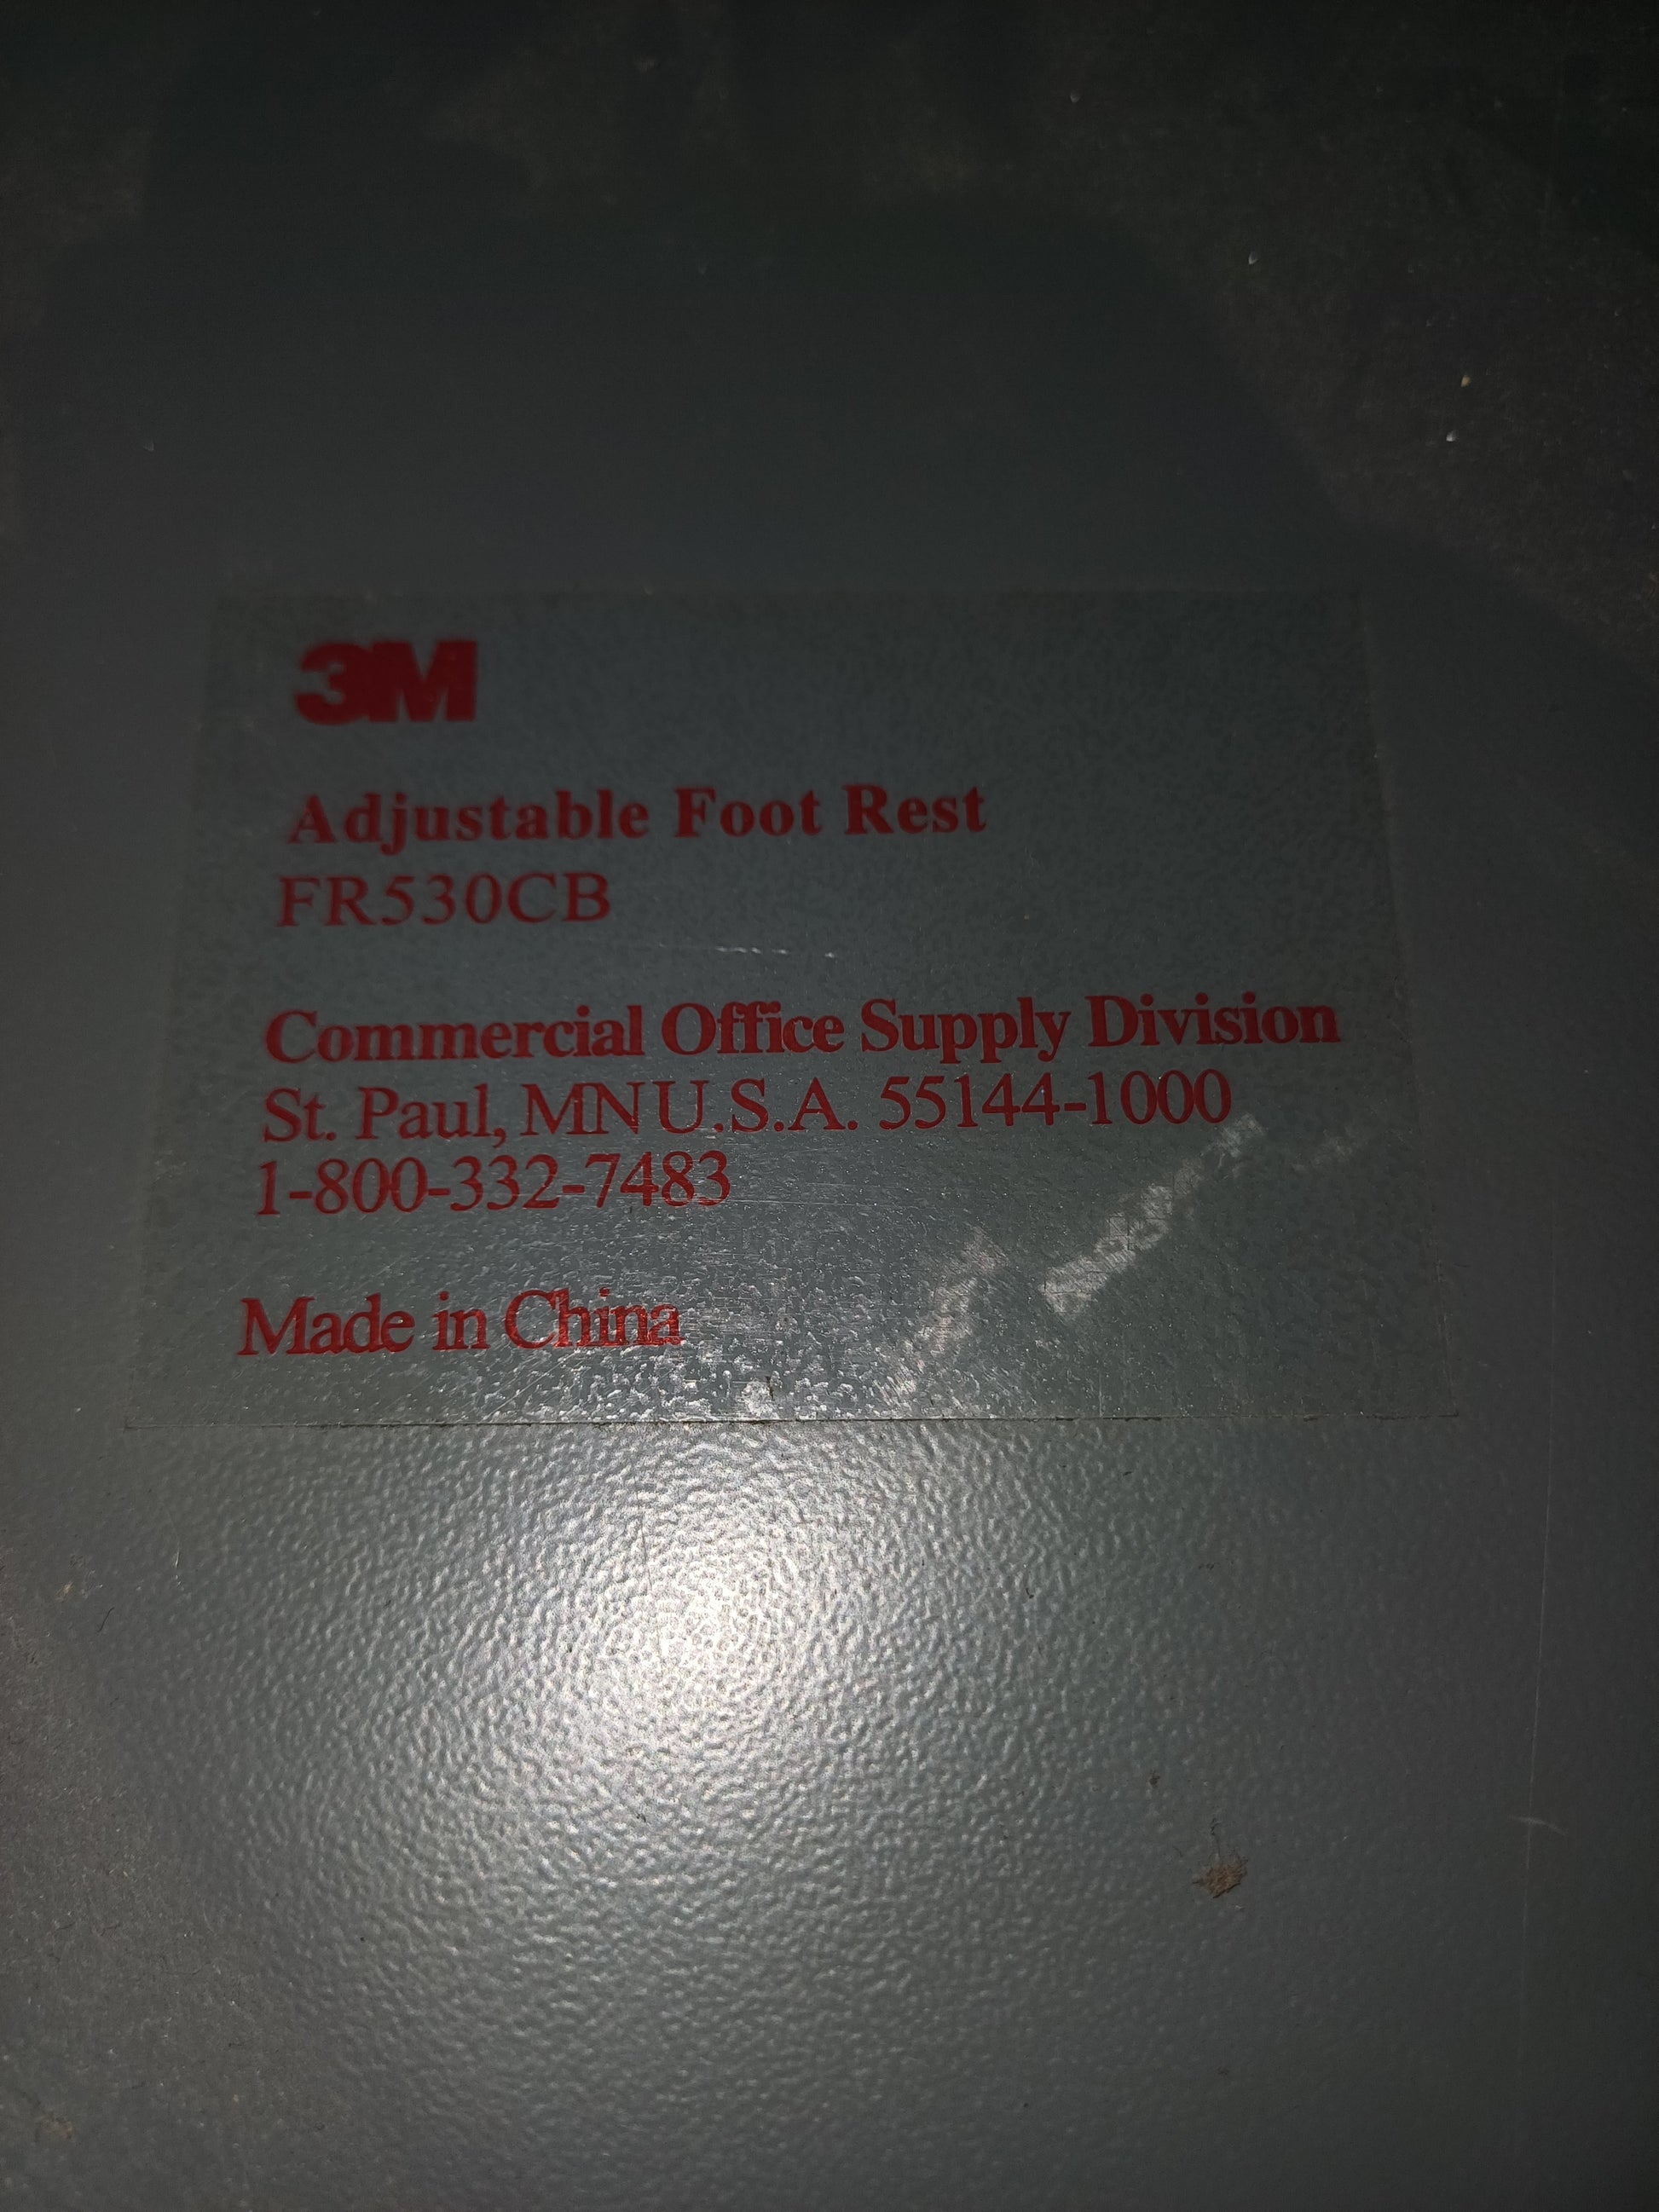 3M
Adjustable Foot Rest
FR530CB
Commercial Office Supply Division
St. Paul, MN U.S.A. 55144-1000
1-800-332-7483
Made in China